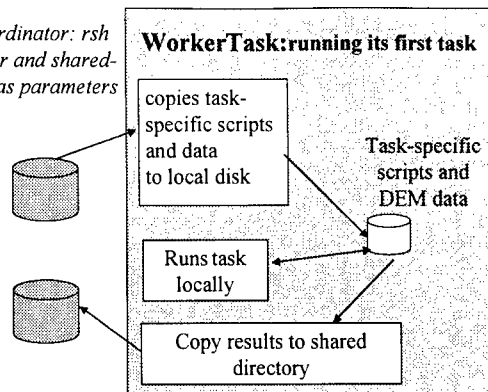 rdinator: rsh
r and shared-
as parameters
WorkerTask:running its first task
copies task-
specific scripts
and data
to local disk
Task-specific
scripts and
DEM data
Runs task
locally
Copy results to shared
directory